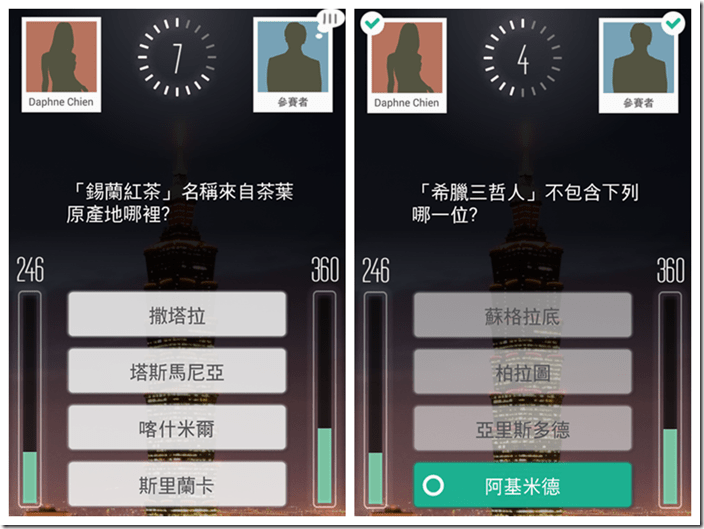 7
Daphne Chien
參賽者
「錫蘭紅茶」名稱來自茶葉
原產地哪裡?
246
360
撒塔拉
塔斯馬尼亞
喀什米爾
斯里蘭卡
4
Daphne Chien
參賽者
「希臘三哲人」不包含下列
哪一位?
246
360
蘇格拉底
柏拉圖
亞里斯多德
阿基米德